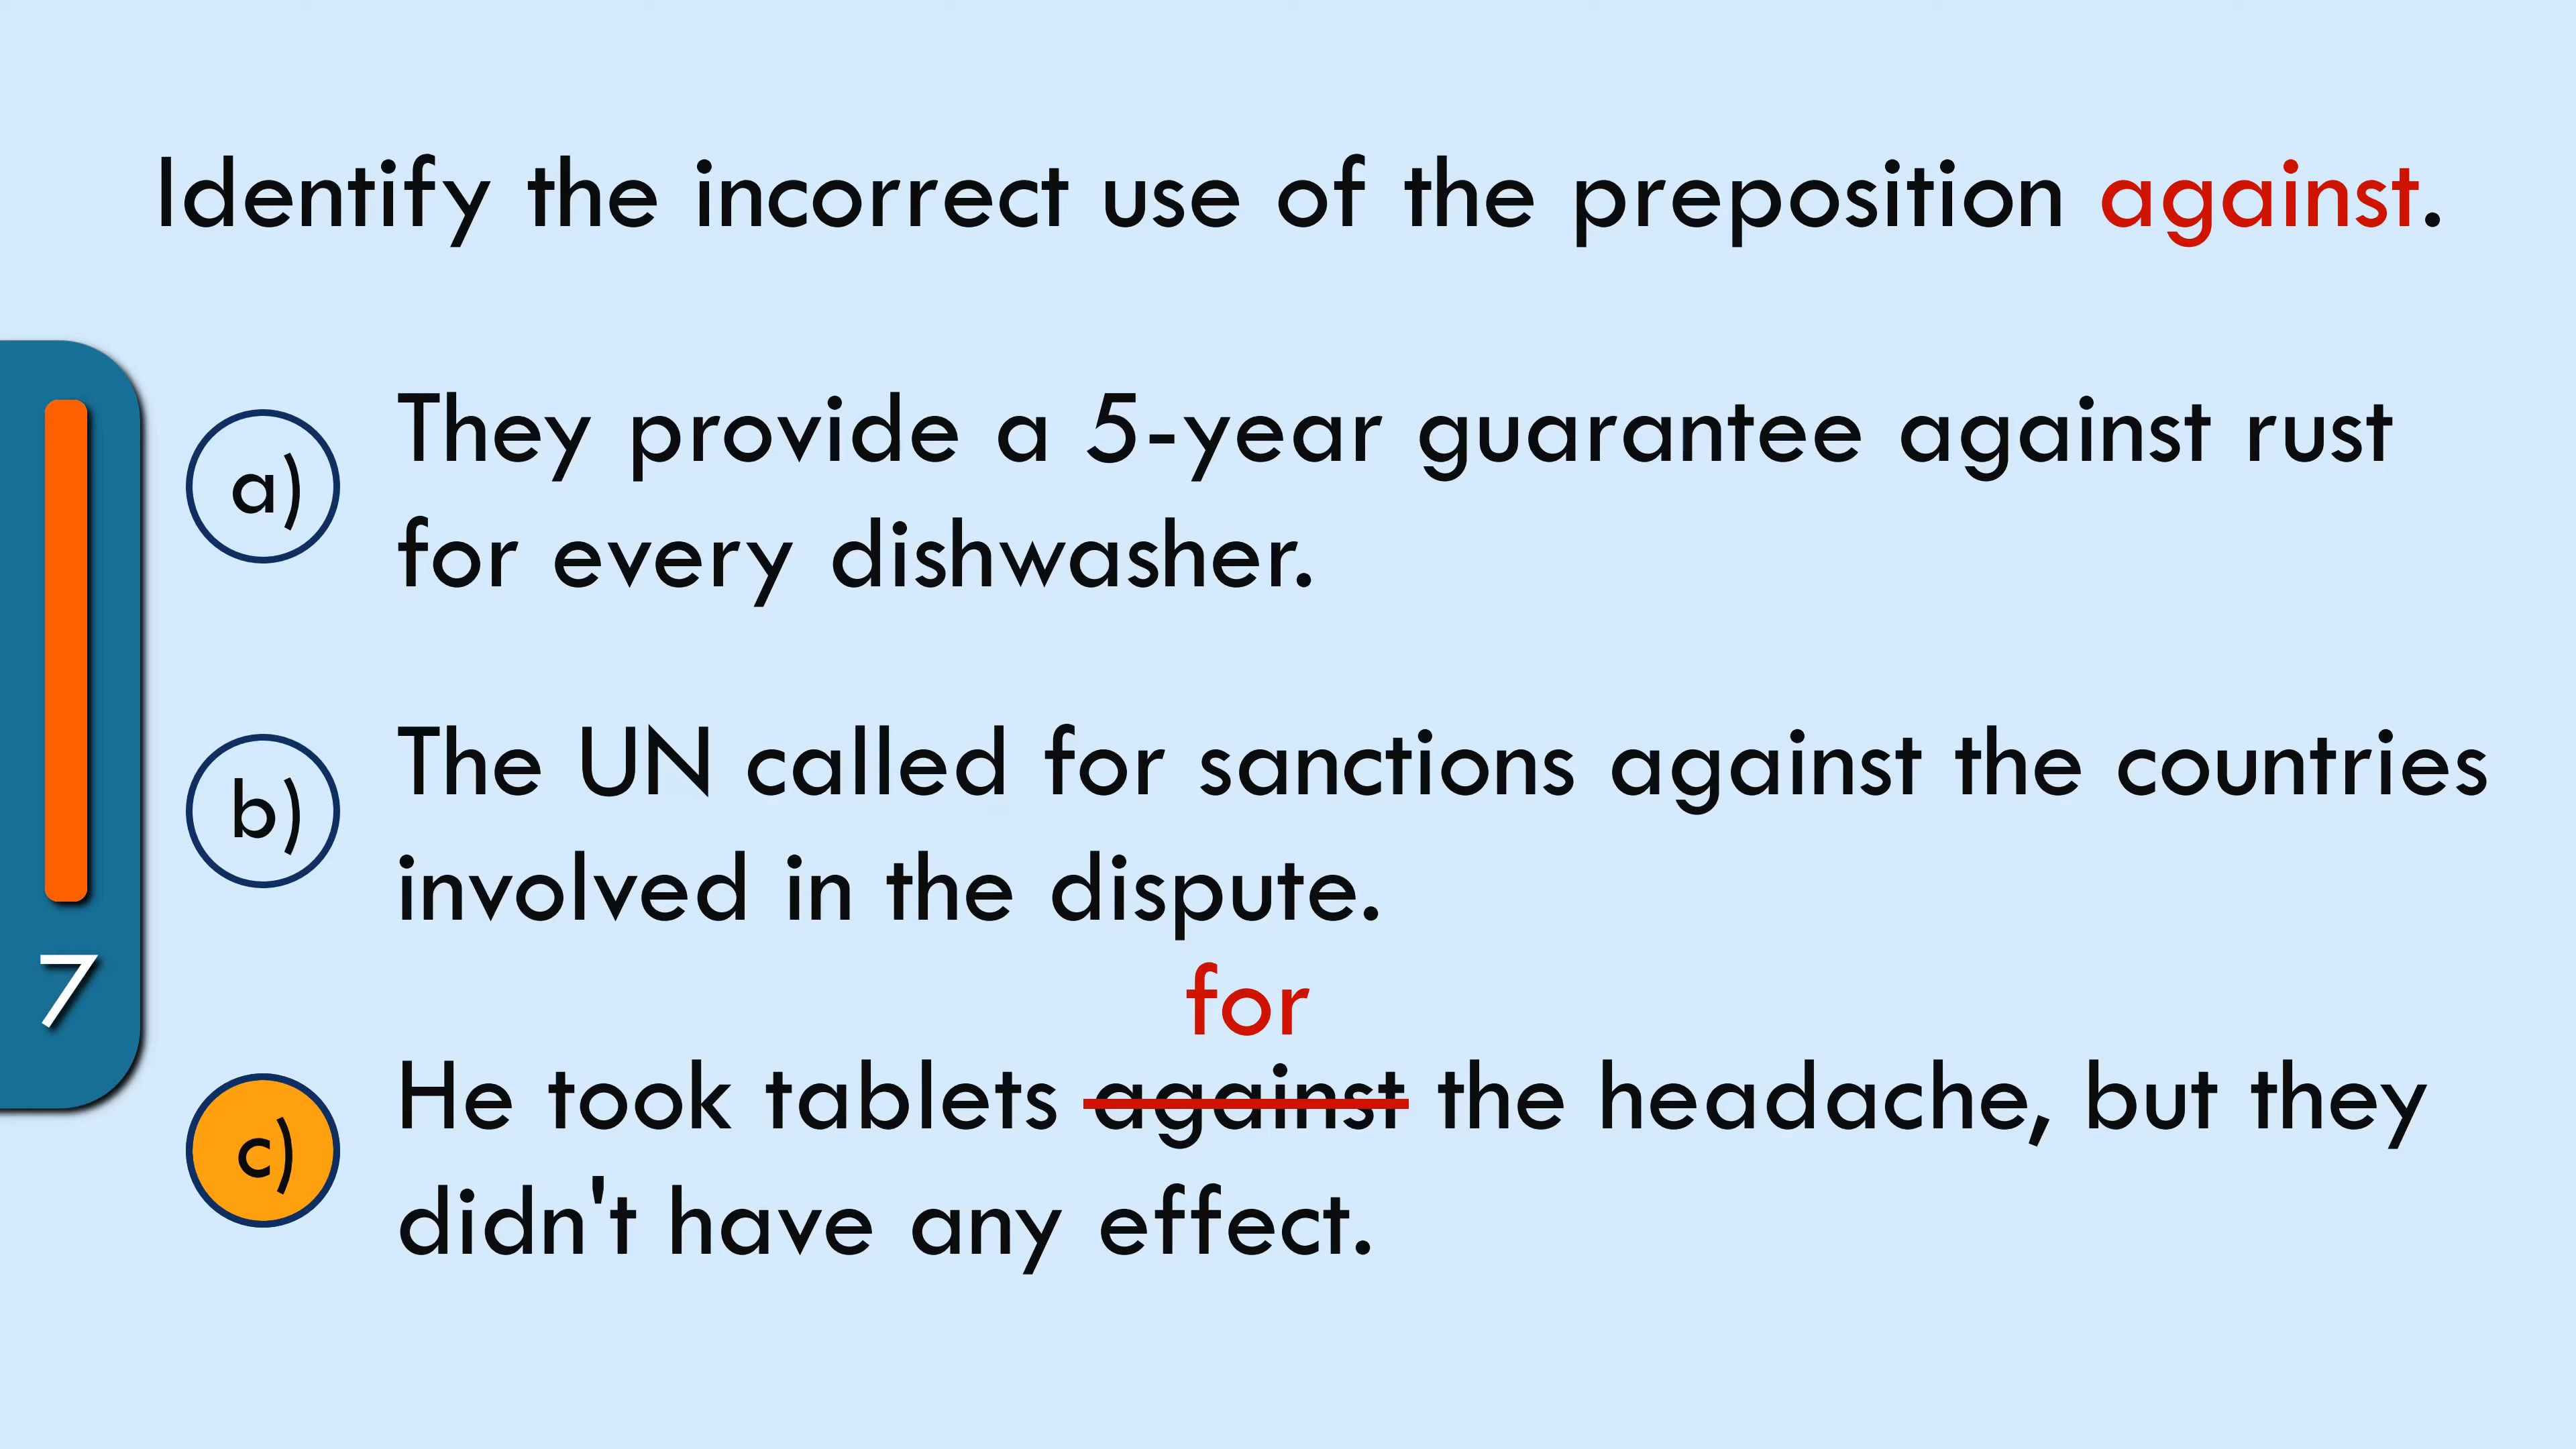 Identify the incorrect use of the preposition against.
a) They provide a 5-year guarantee against rust
for every dishwasher.
b) The UN called for sanctions against the countries
involved in the dispute.
for
c) He took tablets against the headache, but they
didn't have any effect.
7